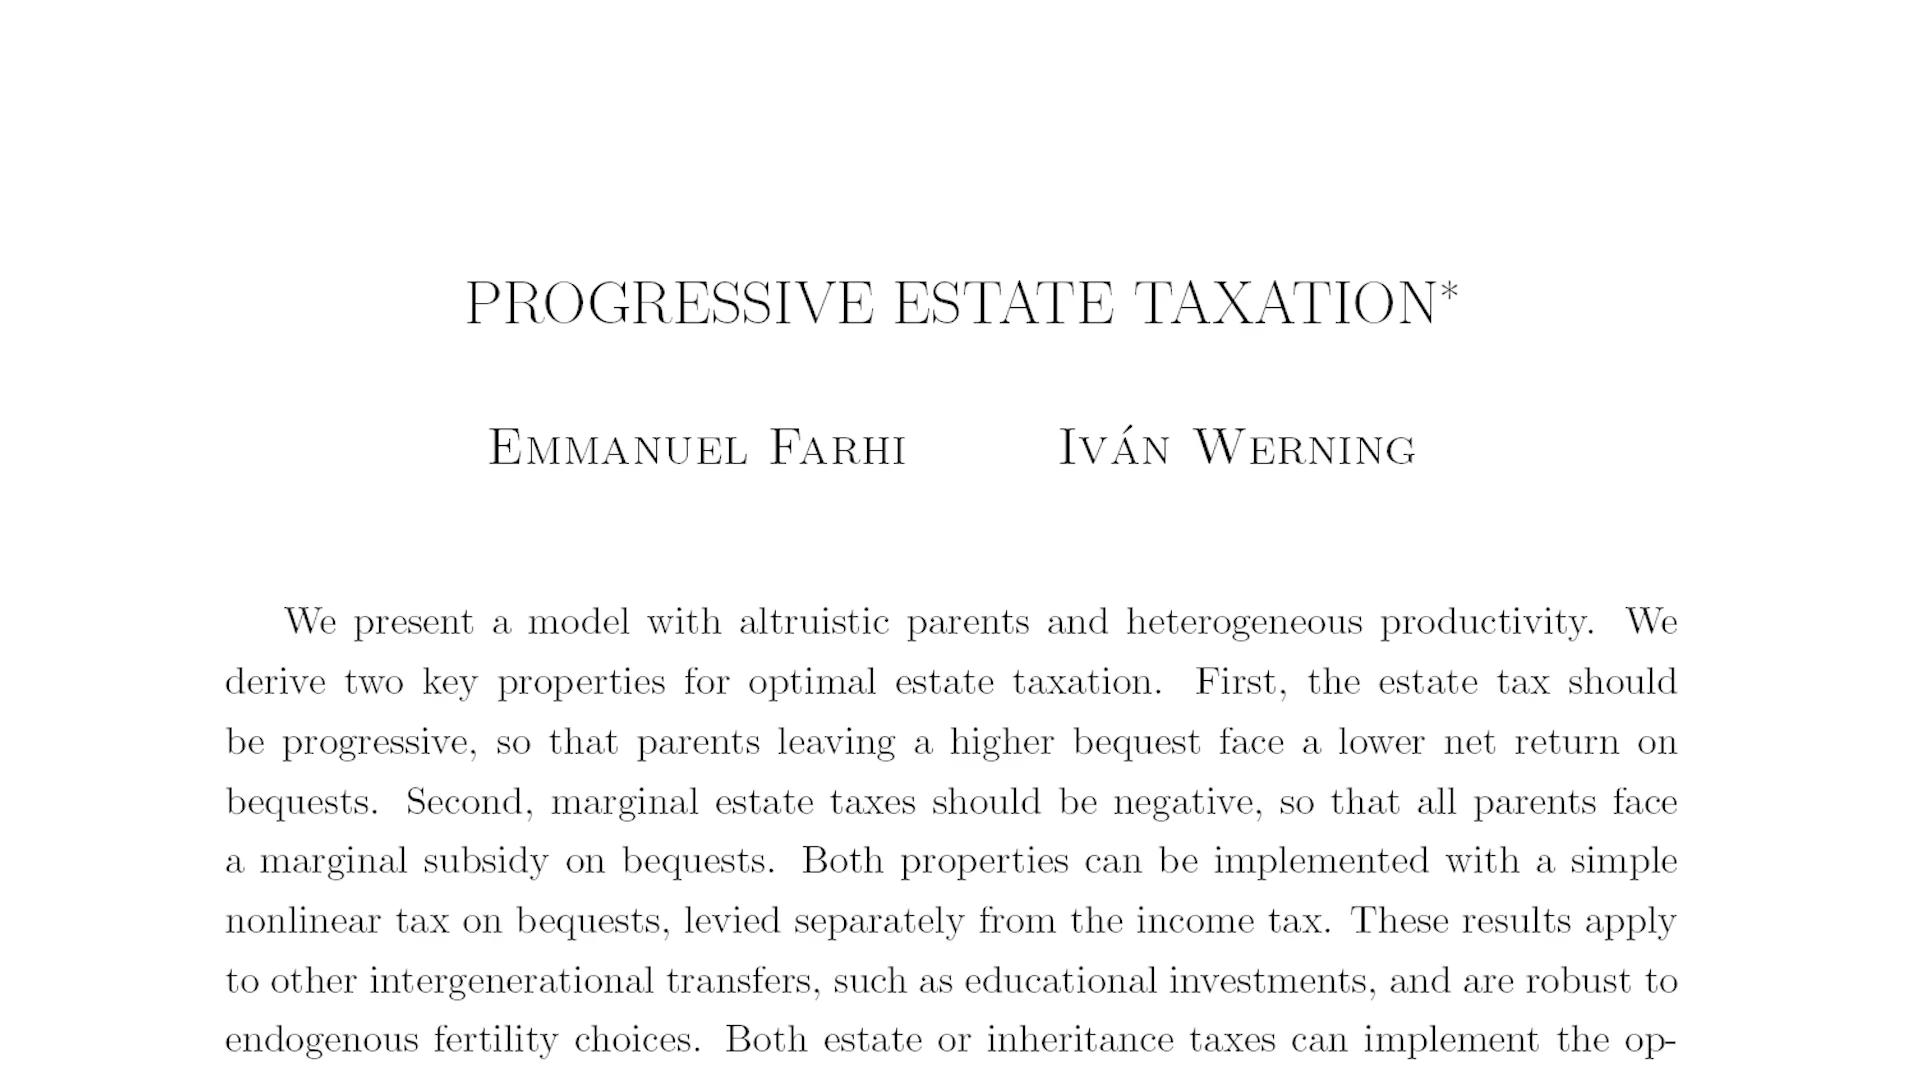 PROGRESSIVE ESTATE TAXATION*
EMMANUEL FARHI IVÁN WERNING
We present a model with altruistic parents and heterogeneous productivity. We
derive two key properties for optimal estate taxation. First, the estate tax should
be progressive, so that parents leaving a higher bequest face a lower net return on
bequests. Second, marginal estate taxes should be negative, so that all parents face
a marginal subsidy on bequests. Both properties can be implemented with a simple
nonlinear tax on bequests, levied separately from the income tax. These results apply
to other intergenerational transfers, such as educational investments, and are robust to
endogenous fertility choices. Both estate or inheritance taxes can implement the op-